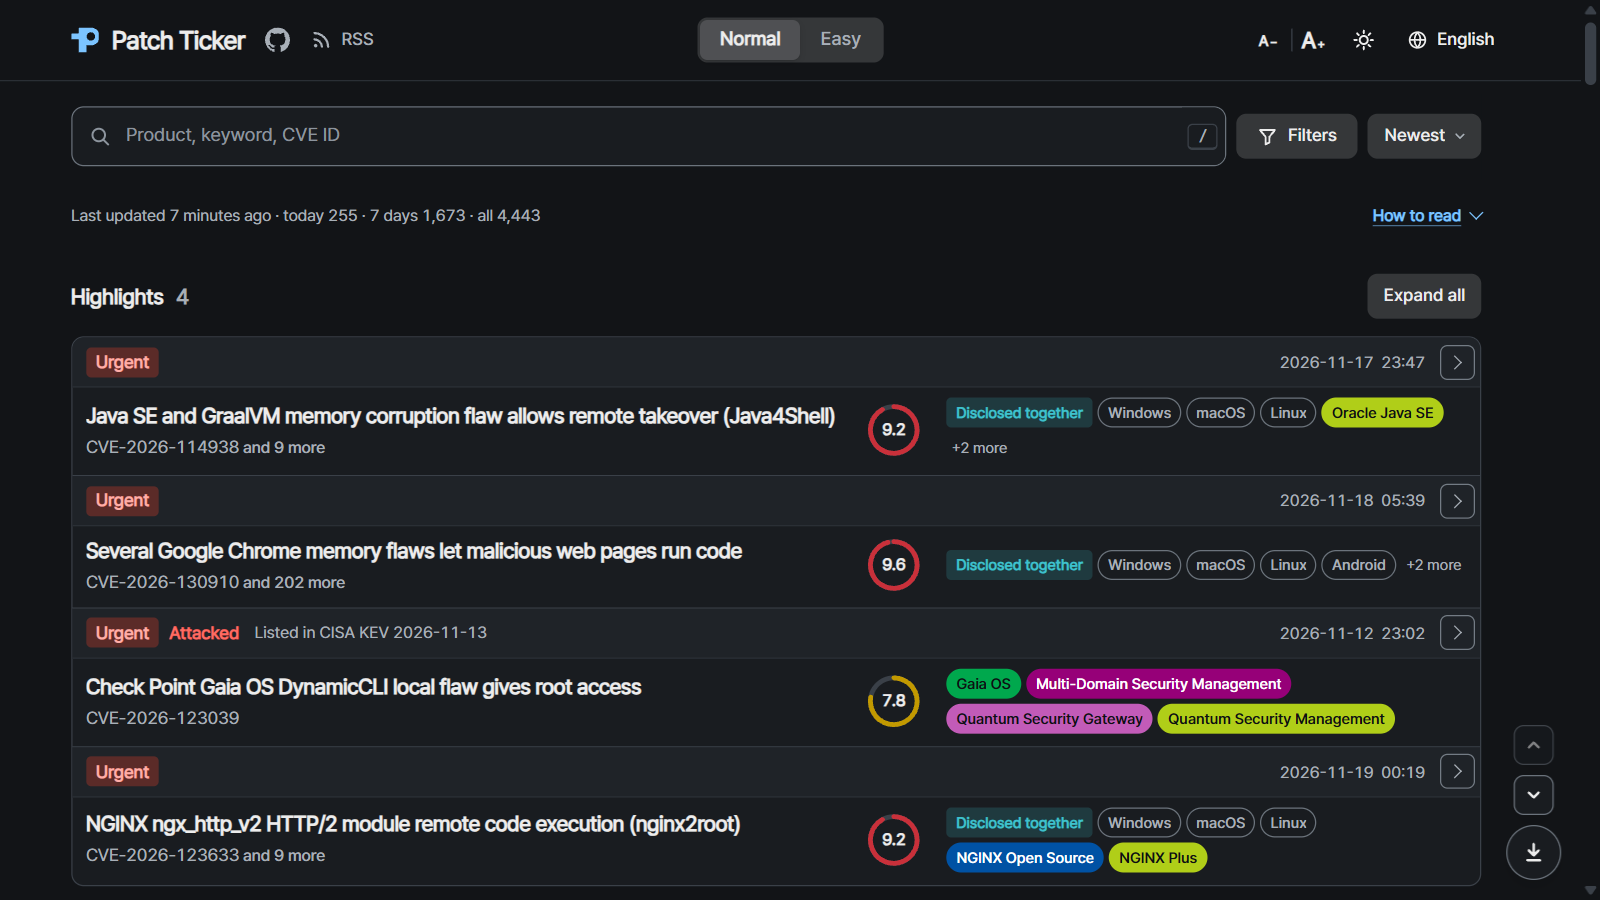 Patch Ticker RSS Normal Easy A- A+ English
Product, keyword, CVE ID / Filters Newest
Last updated 7 minutes ago · today 255 · 7 days 1,673 · all 4,443 How to read
Highlights 4 Expand all
Urgent 2026-11-17 23:47
Java SE and GraalVM memory corruption flaw allows remote takeover (Java4Shell)
CVE-2026-114938 and 9 more
9.2
Disclosed together Windows macOS Linux Oracle Java SE
+2 more
Urgent 2026-11-18 05:39
Several Google Chrome memory flaws let malicious web pages run code
CVE-2026-130910 and 202 more
9.6
Disclosed together Windows macOS Linux Android +2 more
Urgent Attacked Listed in CISA KEV 2026-11-13 2026-11-12 23:02
Check Point Gaia OS DynamicCLI local flaw gives root access
CVE-2026-123039
7.8
Gaia OS Multi-Domain Security Management
Quantum Security Gateway Quantum Security Management
Urgent 2026-11-19 00:19
NGINX ngx_http_v2 HTTP/2 module remote code execution (nginx2root)
CVE-2026-123633 and 9 more
9.2
Disclosed together Windows macOS Linux
NGINX Open Source NGINX Plus